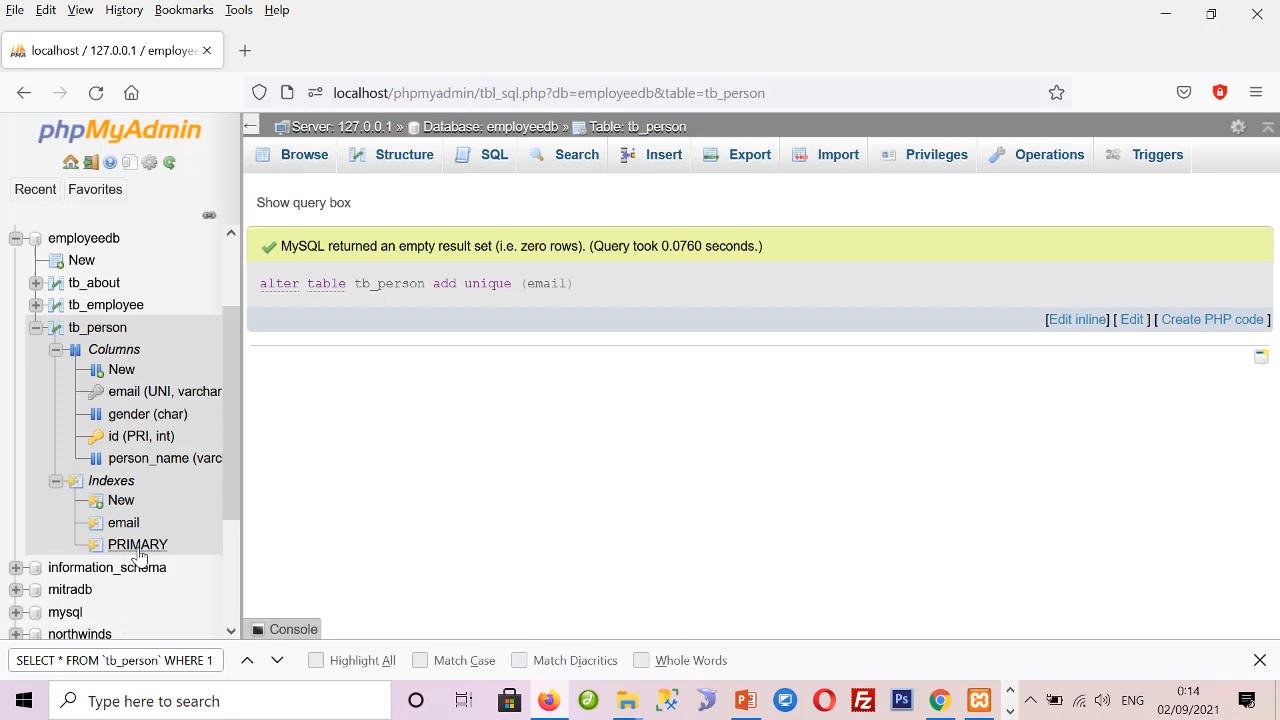 File Edit View History Bookmarks Tools Help
PMA localhost / 127.0.0.1 / employee
localhost/phpmyadmin/tbl_sql.php?db=employeedb&table=tb_person
phpMyAdmin
Recent Favorites
employeedb
New
tb_about
tb_employee
tb_person
Columns
New
email (UNI, varchar
gender (char)
id (PRI, int)
person_name (varc
Indexes
New
email
PRIMARY
information_schema
mitradb
mysql
northwinds
Server: 127.0.0.1 » Database: employeedb » Table: tb_person
Browse Structure SQL Search Insert Export Import Privileges Operations Triggers
Show query box
MySQL returned an empty result set (i.e. zero rows). (Query took 0.0760 seconds.)
alter table tb_person add unique (email)
[Edit inline] [ Edit ] [ Create PHP code ]
Console
SELECT * FROM `tb_person` WHERE 1 Highlight All Match Case Match Diacritics Whole Words
Type here to search
ENG
0:14
02/09/2021